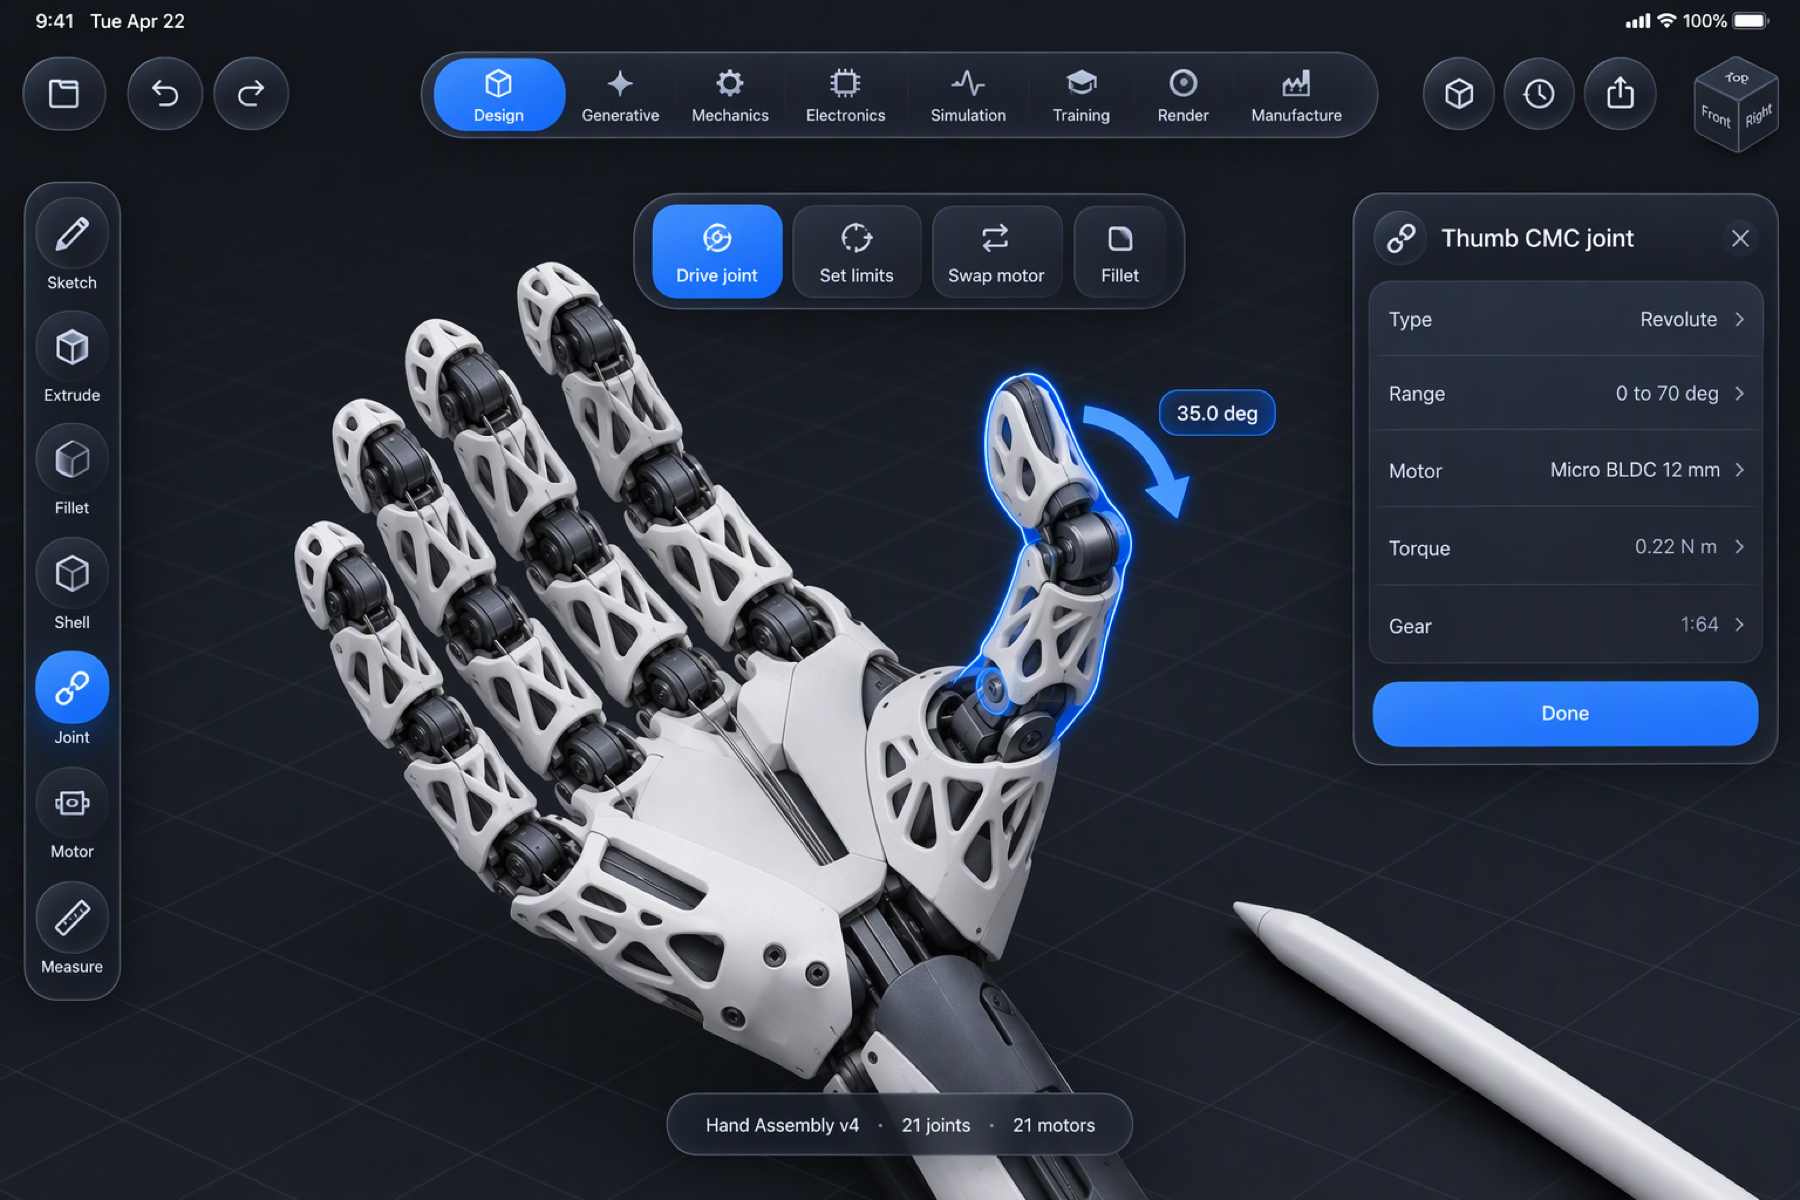 9:41 Tue Apr 22
100%
Design
Generative
Mechanics
Electronics
Simulation
Training
Render
Manufacture
Top
Front
Right
Sketch
Extrude
Fillet
Shell
Joint
Motor
Measure
Drive joint
Set limits
Swap motor
Fillet
35.0 deg
Thumb CMC joint
Type Revolute
Range 0 to 70 deg
Motor Micro BLDC 12 mm
Torque 0.22 N m
Gear 1:64
Done
Hand Assembly v4 · 21 joints · 21 motors